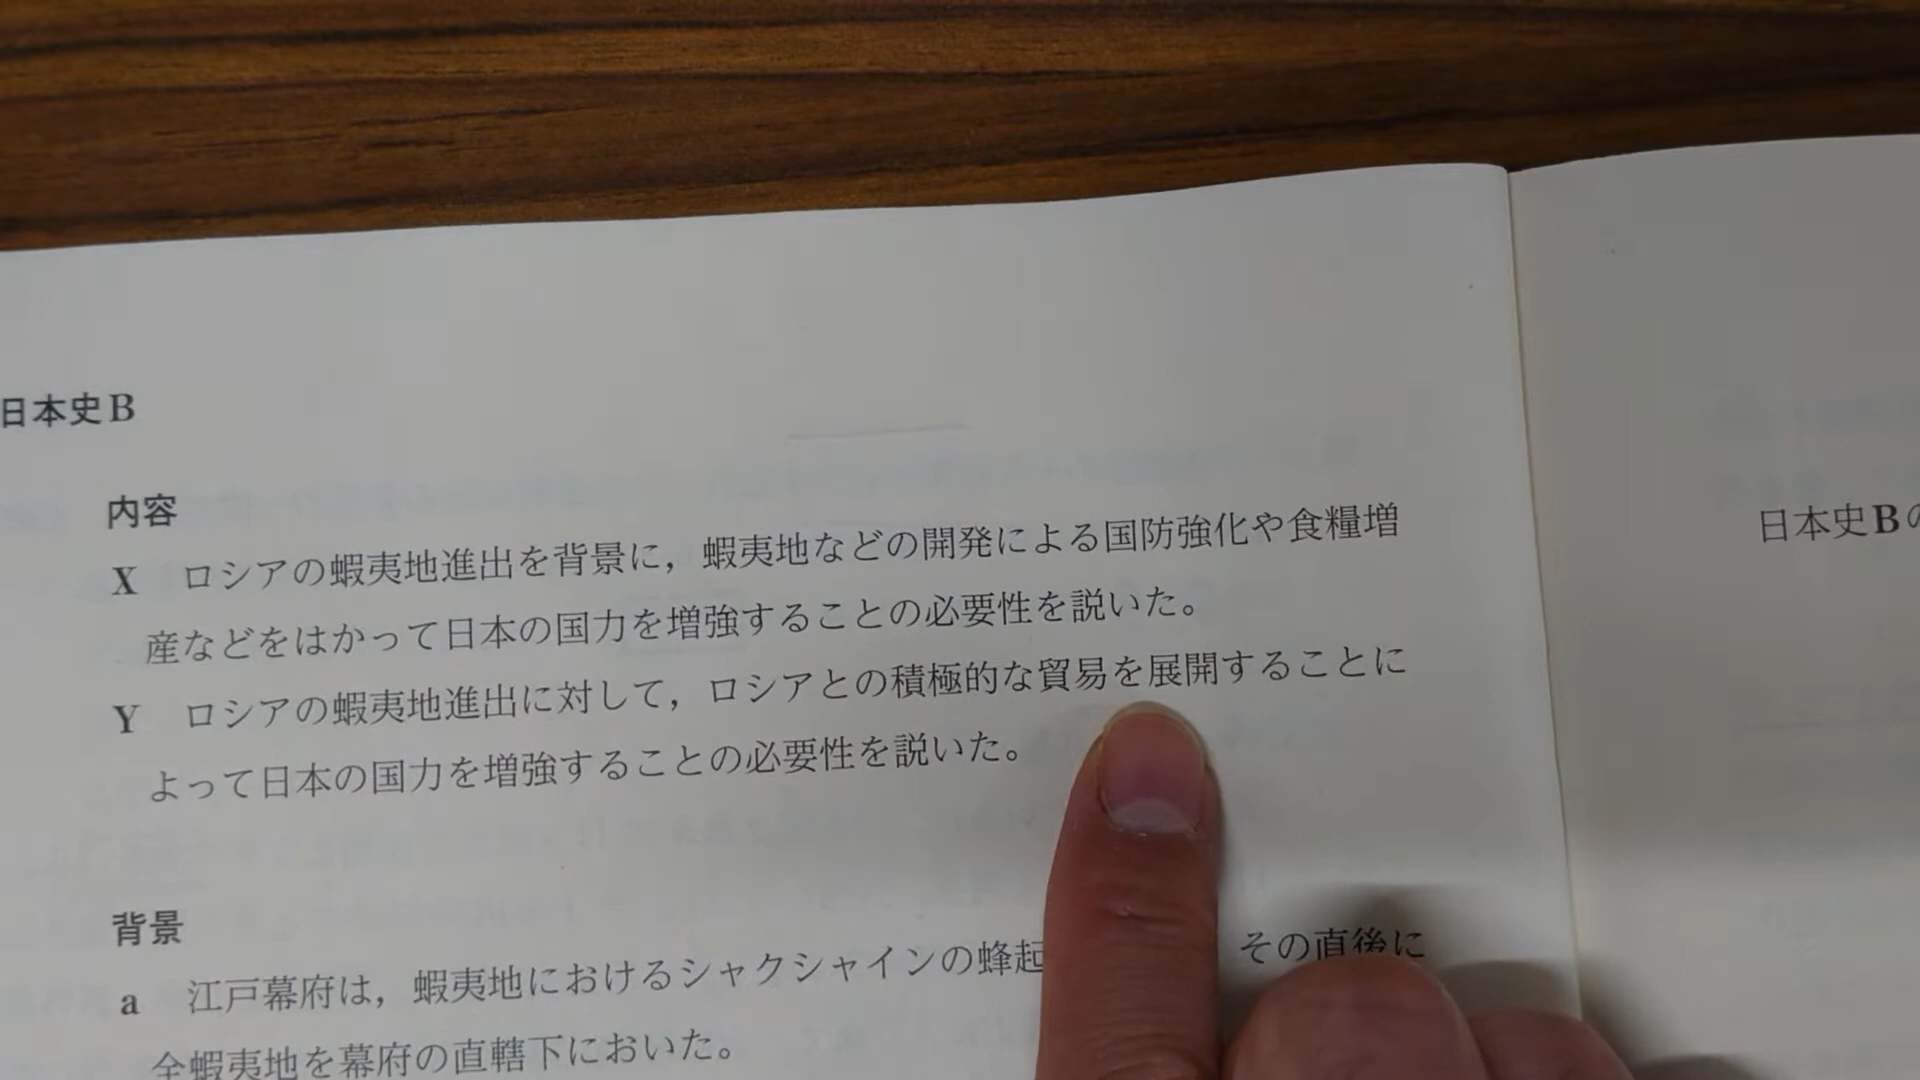 日本史B
内容
X ロシアの蝦夷地進出を背景に，蝦夷地などの開発による国防強化や食糧増
産などをはかって日本の国力を増強することの必要性を説いた。
Y ロシアの蝦夷地進出に対して，ロシアとの積極的な貿易を展開することに
よって日本の国力を増強することの必要性を説いた。
背景
a 江戸幕府は，蝦夷地におけるシャクシャインの蜂起 その直後に
全蝦夷地を幕府の直轄下においた。
日本史Bの